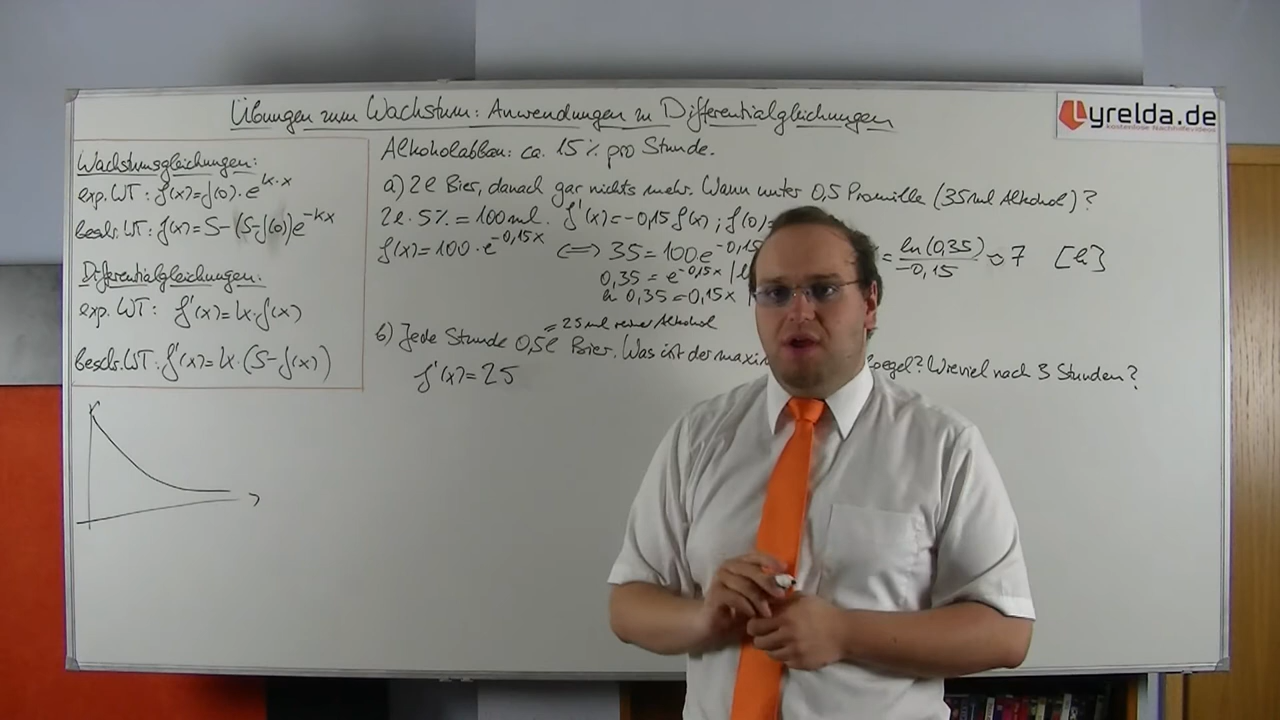 Übungen zum Wachstum: Anwendungen zu Differentialgleichungen
Lyrelda.de
kostenlose Nachhilfevideos
Wachstumsgleichungen:
exp. WT: f(x)=f(0)·e^k·x
beschr. WT: f(x)=S-(S-f(0))e^-kx
Differentialgleichungen:
exp. WT: f'(x)=k·f(x)
beschr. WT: f'(x)=k·(S-f(x))
Alkoholabbau: ca. 15% pro Stunde.
a) 2l Bier, danach gar nichts mehr. Wann unter 0,5 Promille (35ml Alkohol)?
2l·5%=100ml. f'(x)=-0,15f(x); f(0)=
f(x)=100·e^-0,15x ⇔ 35=100e^-0,15 = ln(0,35)/-0,15 ≈ 7 [h]
0,35=e^-0,15x |
ln 0,35=0,15x |
≙ 25ml reiner Alkohol
b) Jede Stunde 0,5l Bier. Was ist der Wieviel nach 3 Stunden?
f'(x)=25